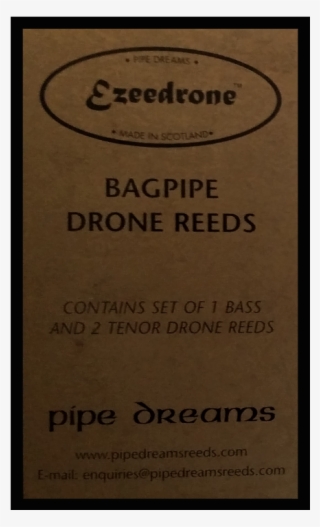 • PIPE DREAMS •
Ezeedrone™
• MADE IN SCOTLAND •
BAGPIPE
DRONE REEDS
CONTAINS SET OF 1 BASS
AND 2 TENOR DRONE REEDS
pipe dreams
www.pipedreamsreeds.com
E-mail: enquiries@pipedreamsreeds.com